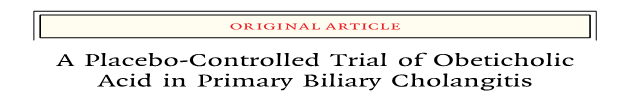 ORIGINAL ARTICLE
A Placebo-Controlled Trial of Obeticholic
Acid in Primary Biliary Cholangitis